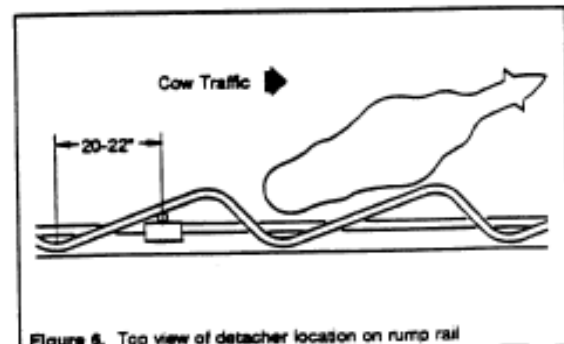 Cow Traffic
20-22"
Figure 6. Top view of detacher location on rump rail